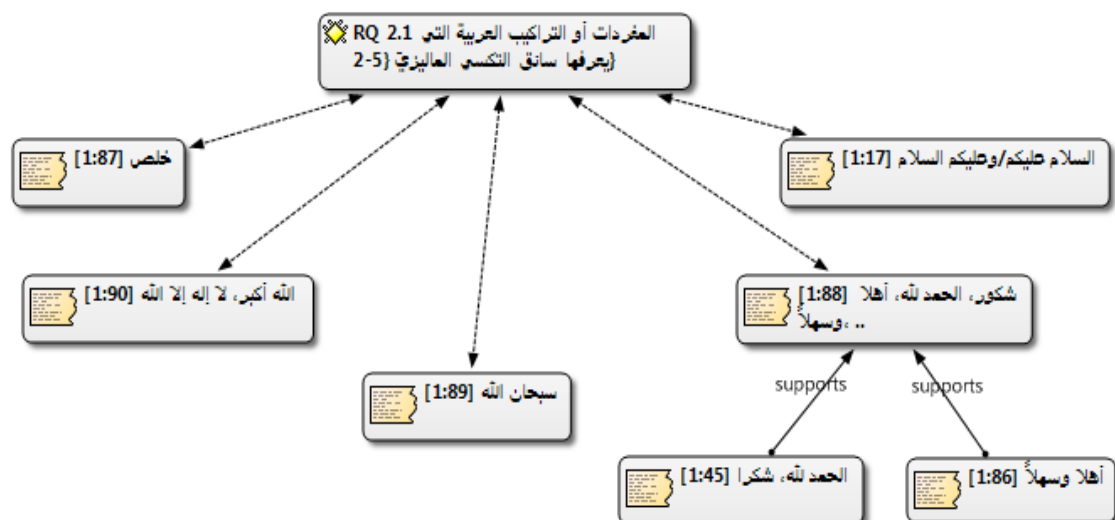 RQ 2.1 المفردات أو التراكيب العربية التي
يعرفها سائق التكسي الماليزيّ {2-5}
[1:87] خلص
[1:17] السلام عليكم/وعليكم السلام
[1:90] الله أكبر، لا إله إلا الله
[1:88] شكور، الحمد لله، أهلا
وسهلاً، ..
[1:89] سبحان الله
supports
supports
[1:45] الحمد لله، شكرا
[1:86] أهلا وسهلاً